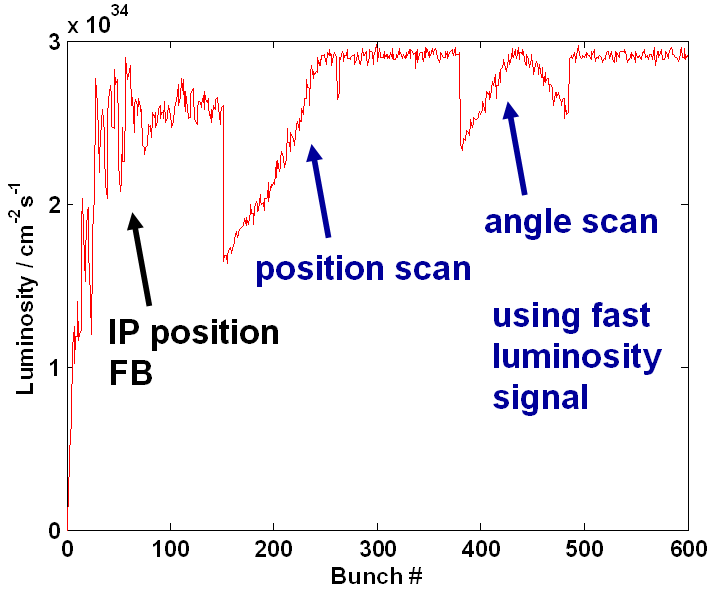 x 10^34
3
2
1
0
Luminosity / cm^-2 s^-1
angle scan
position scan
using fast
luminosity
signal
IP position
FB
0 100 200 300 400 500 600
Bunch #